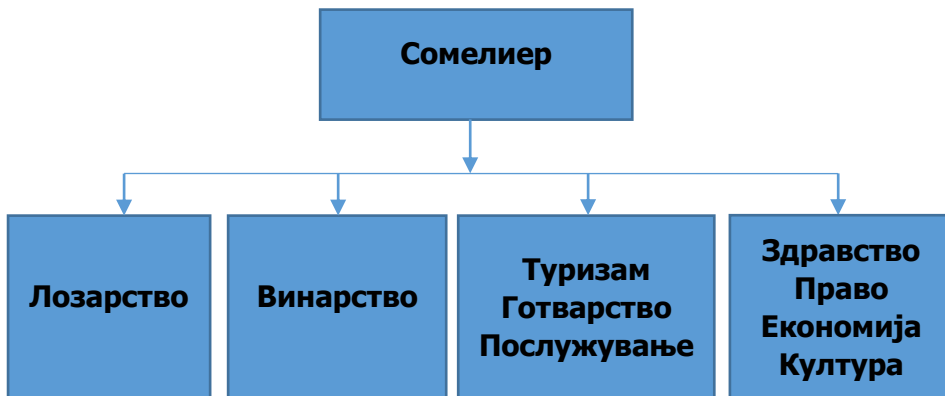 Сомелиер
Лозарство
Винарство
Туризам
Готварство
Послужување
Здравство
Право
Економија
Култура